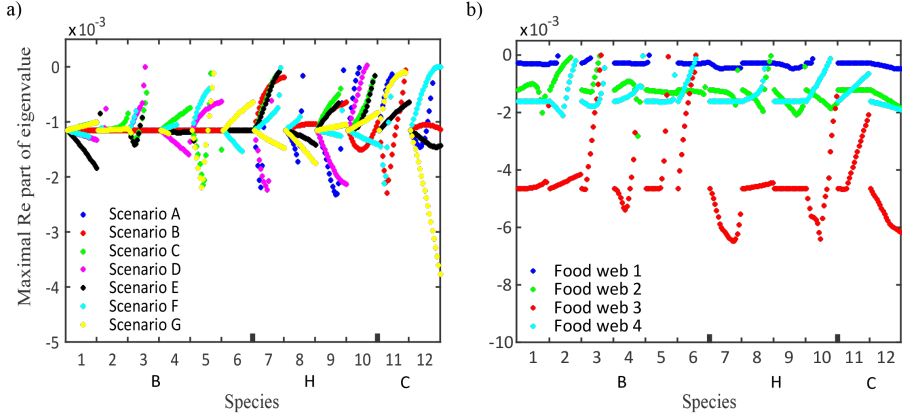 a)
b)
x10⁻³
x10⁻³
Maximal Re part of eigenvalue
0
-1
-2
-3
-4
-5
Scenario A
Scenario B
Scenario C
Scenario D
Scenario E
Scenario F
Scenario G
1 2 3 4 5 6 7 8 9 10 11 12
B H C
Species
0
-2
-4
-6
-8
-10
Food web 1
Food web 2
Food web 3
Food web 4
1 2 3 4 5 6 7 8 9 10 11 12
B H C
Species